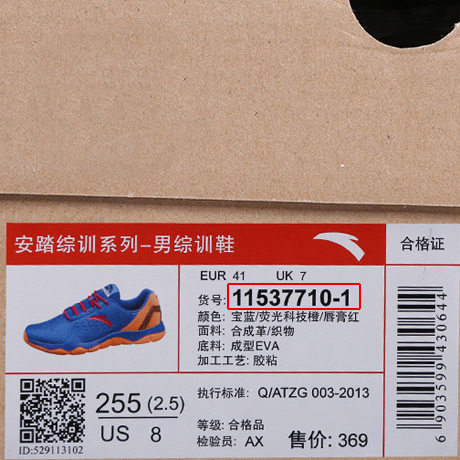 安踏综训系列-男综训鞋
合格证
EUR 41 UK 7
货号: 11537710-1
颜色: 宝蓝/荧光科技橙/唇膏红
面料: 合成革/织物
底料: 成型EVA
加工工艺: 胶粘
255 (2.5)
US 8
ID:529113102
执行标准: Q/ATZG 003-2013
等级: 合格品
检验员: AX
售价: 369
6903599430644